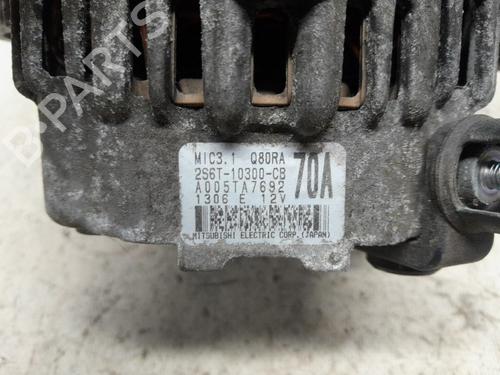 B-PARTS
MIC3.1 Q80RA
2S6T-10300-CB 70A
A005TA7692
1306 E 12V
MITSUBISHI ELECTRIC CORP.(JAPAN)